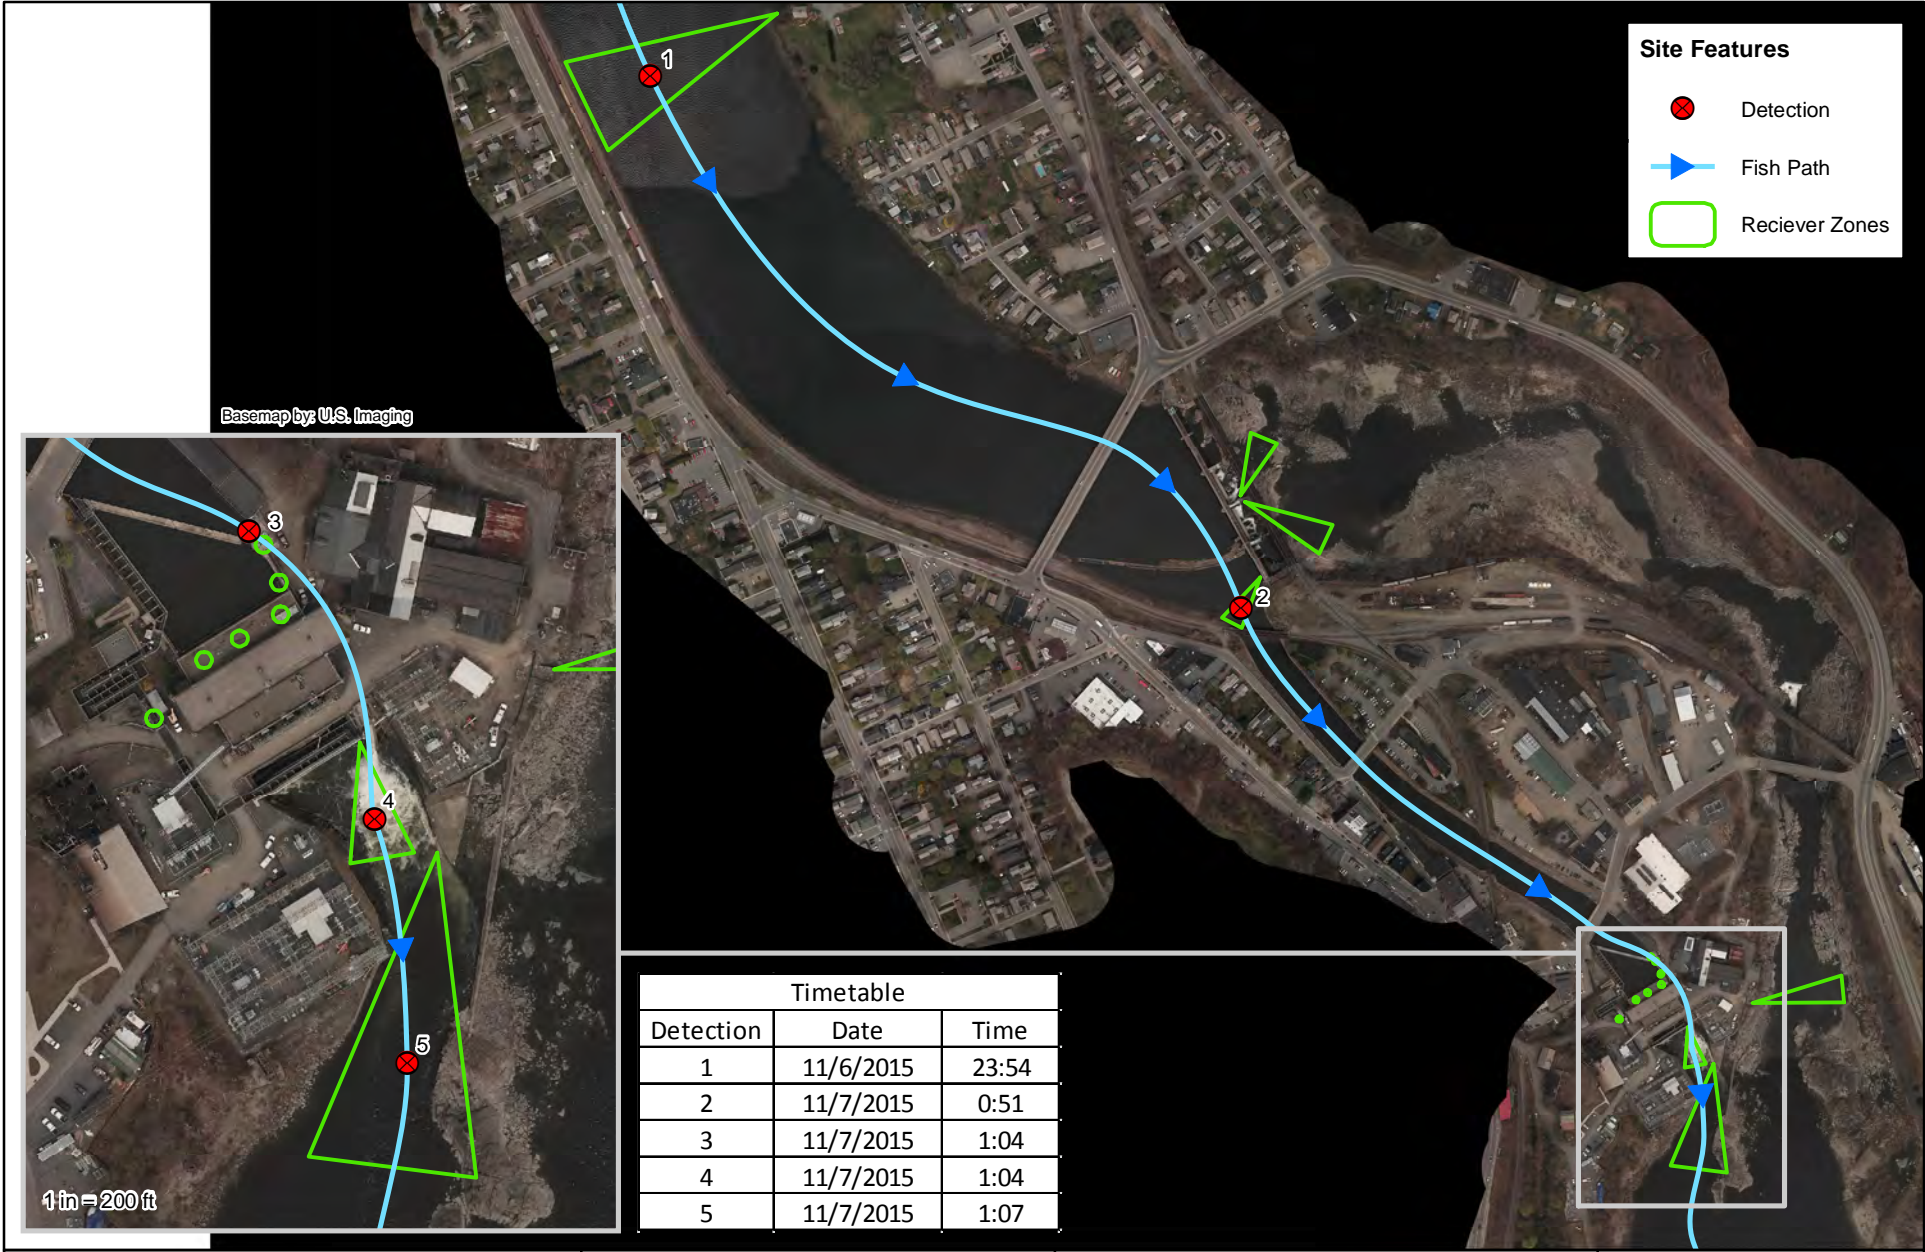 1
Site Features
Detection
Fish Path
Reciever Zones
Basemap by: U.S. Imaging
3
2
4
5
1 in = 200 ft
Timetable
Detection Date Time
1 11/6/2015 23:54
2 11/7/2015 0:51
3 11/7/2015 1:04
4 11/7/2015 1:04
5 11/7/2015 1:07